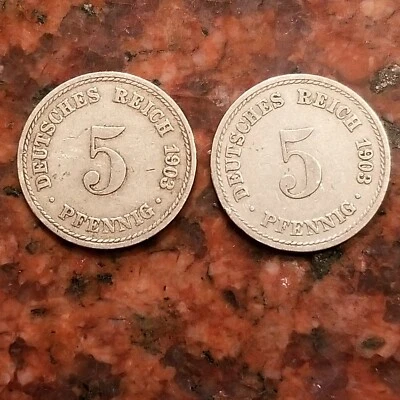 DEUTSCHES REICH 1903
5
· PFENNIG ·
DEUTSCHES REICH 1903
5
· PFENNIG ·